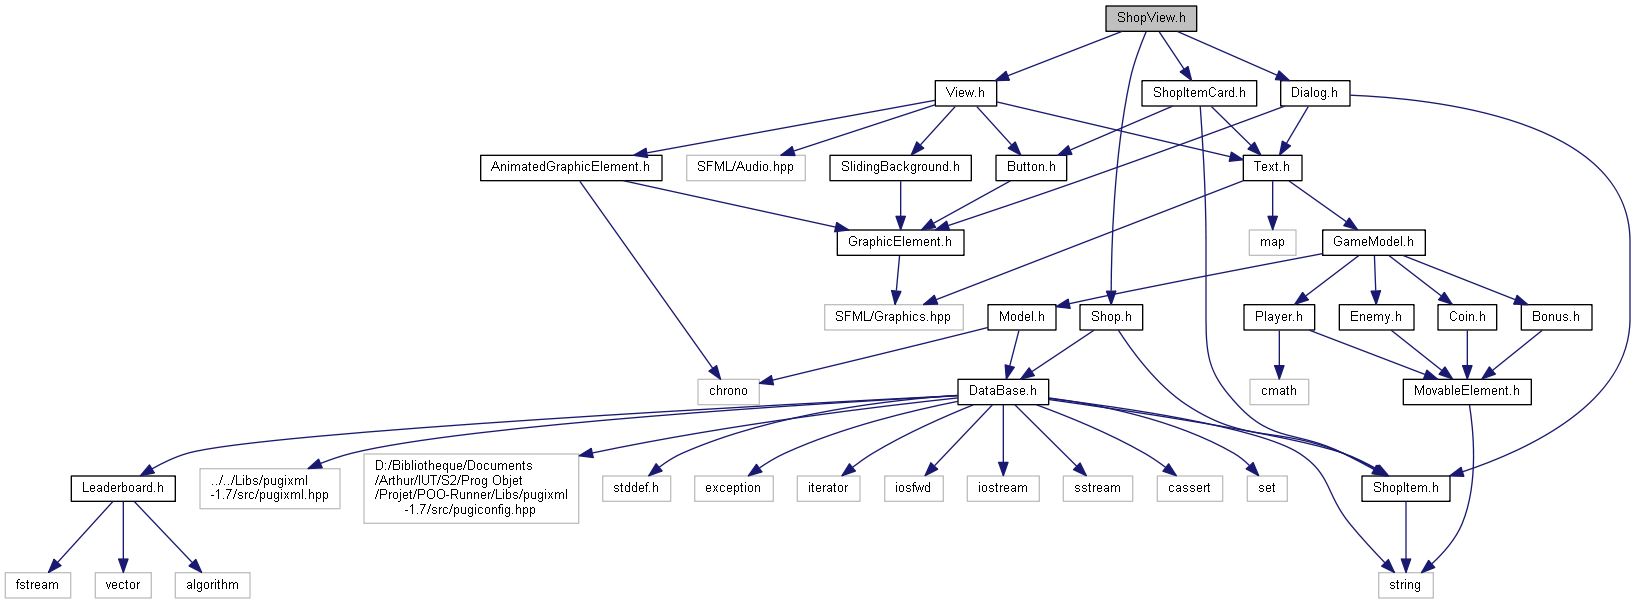 ShopView.h
View.h
ShopItemCard.h
Dialog.h
AnimatedGraphicElement.h
SFML/Audio.hpp
SlidingBackground.h
Button.h
Text.h
GraphicElement.h
map
GameModel.h
SFML/Graphics.hpp
Model.h
Shop.h
Player.h
Enemy.h
Coin.h
Bonus.h
chrono
DataBase.h
cmath
MovableElement.h
Leaderboard.h
../../Libs/pugixml
-1.7/src/pugixml.hpp
D:/Bibliotheque/Documents
/Arthur/IUT/S2/Prog Objet
/Projet/POO-Runner/Libs/pugixml
-1.7/src/pugiconfig.hpp
stddef.h
exception
iterator
iosfwd
iostream
sstream
cassert
set
ShopItem.h
fstream
vector
algorithm
string